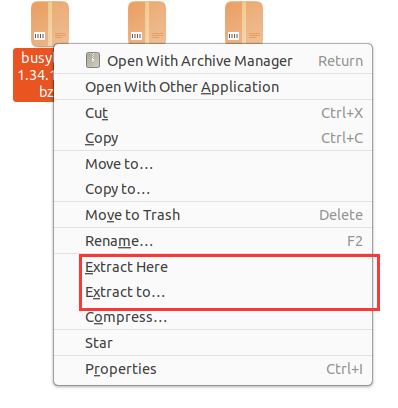 busy
1.34.1
bz
Open With Archive Manager Return
Open With Other Application
Cut Ctrl+X
Copy Ctrl+C
Move to…
Copy to…
Move to Trash Delete
Rename… F2
Extract Here
Extract to…
Compress…
Star
Properties Ctrl+I